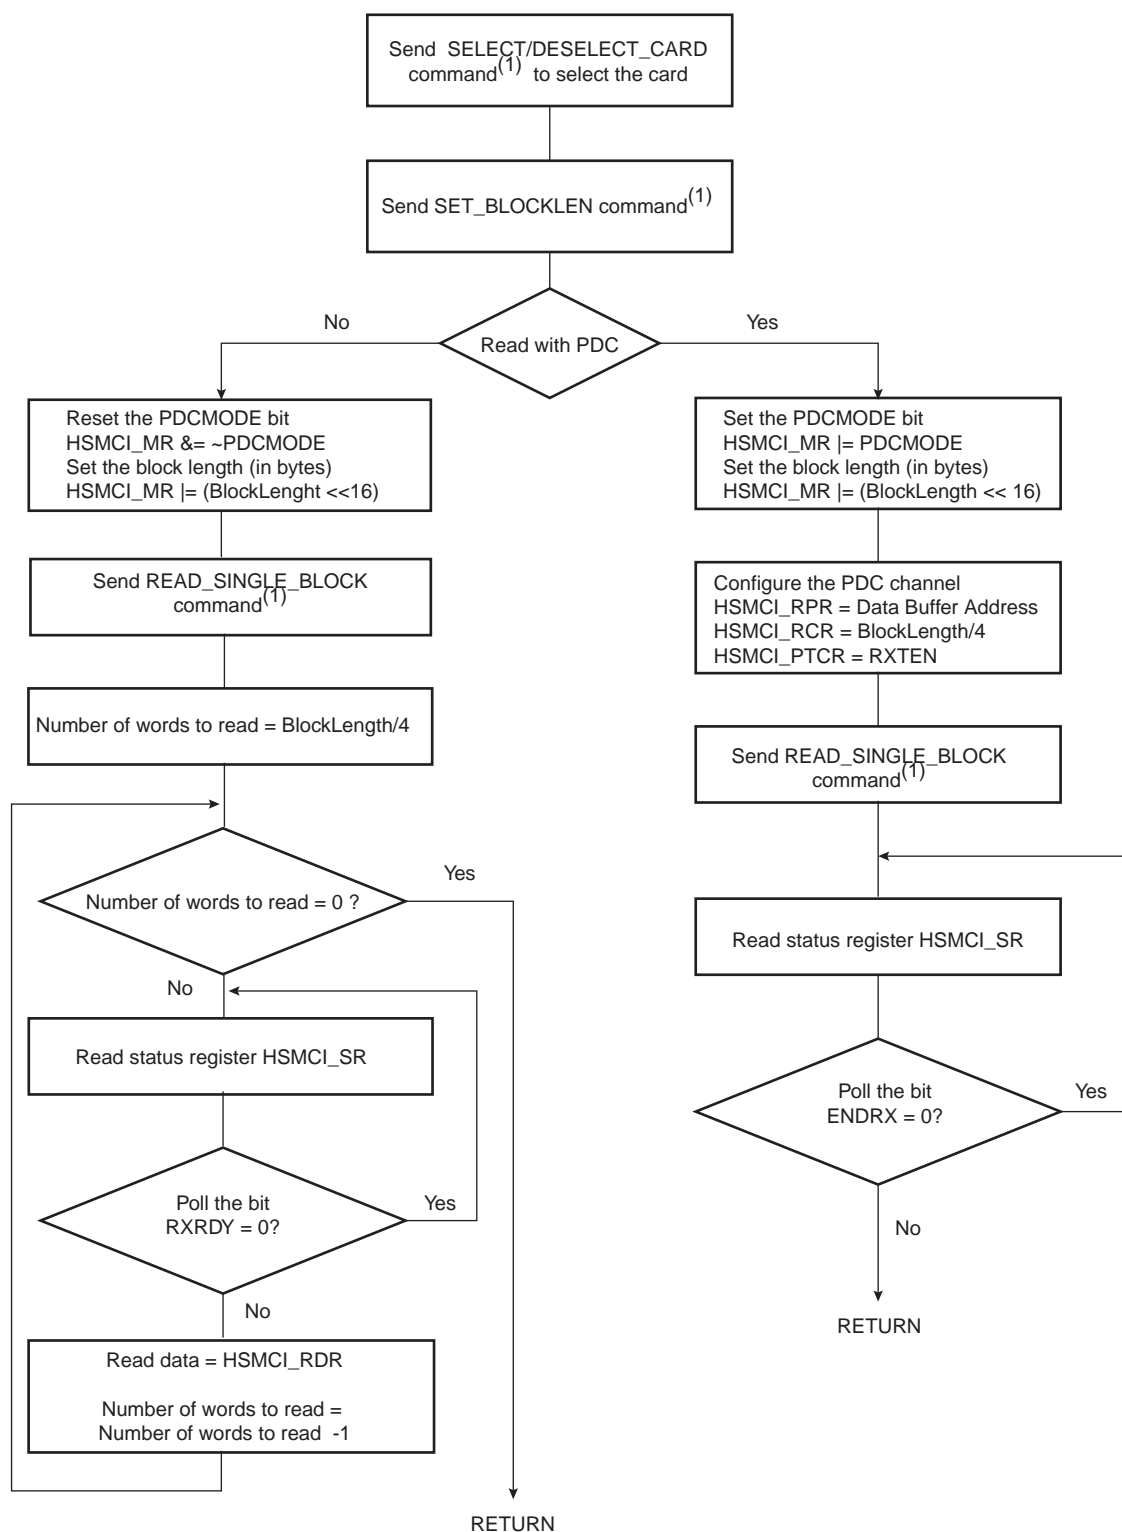 Send SELECT/DESELECT_CARD
command(1) to select the card
Send SET_BLOCKLEN command(1)
No
Yes
Read with PDC
Reset the PDCMODE bit
HSMCI_MR &= ~PDCMODE
Set the block length (in bytes)
HSMCI_MR |= (BlockLenght <<16)
Send READ_SINGLE_BLOCK
command(1)
Number of words to read = BlockLength/4
Number of words to read = 0 ?
Yes
No
Read status register HSMCI_SR
Poll the bit
RXRDY = 0?
Yes
No
Read data = HSMCI_RDR
Number of words to read =
Number of words to read -1
RETURN
Set the PDCMODE bit
HSMCI_MR |= PDCMODE
Set the block length (in bytes)
HSMCI_MR |= (BlockLength << 16)
Configure the PDC channel
HSMCI_RPR = Data Buffer Address
HSMCI_RCR = BlockLength/4
HSMCI_PTCR = RXTEN
Send READ_SINGLE_BLOCK
command(1)
Read status register HSMCI_SR
Poll the bit
ENDRX = 0?
Yes
No
RETURN